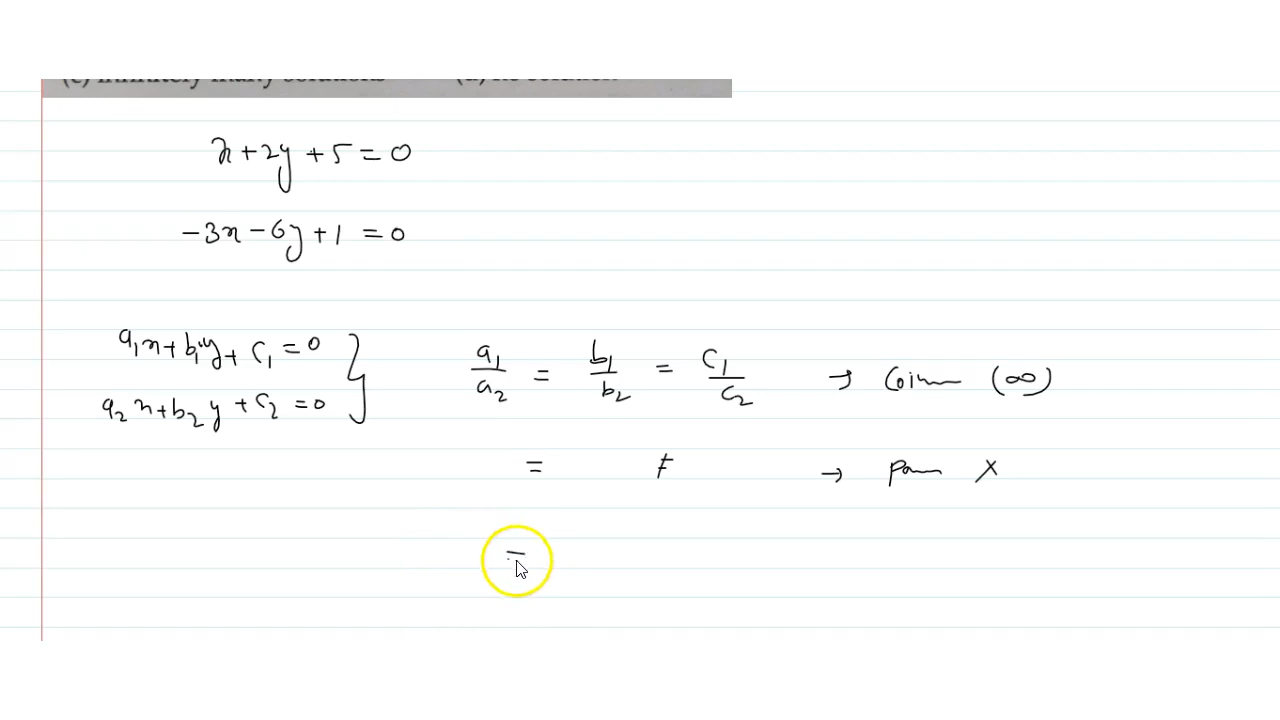 x+2y+5=0
-3x-6y+1=0
a₁x+b₁y+c₁=0
a₂x+b₂y+c₂=0
a₁/a₂ = b₁/b₂ = c₁/c₂ → (∞)
= ≠ → X
=